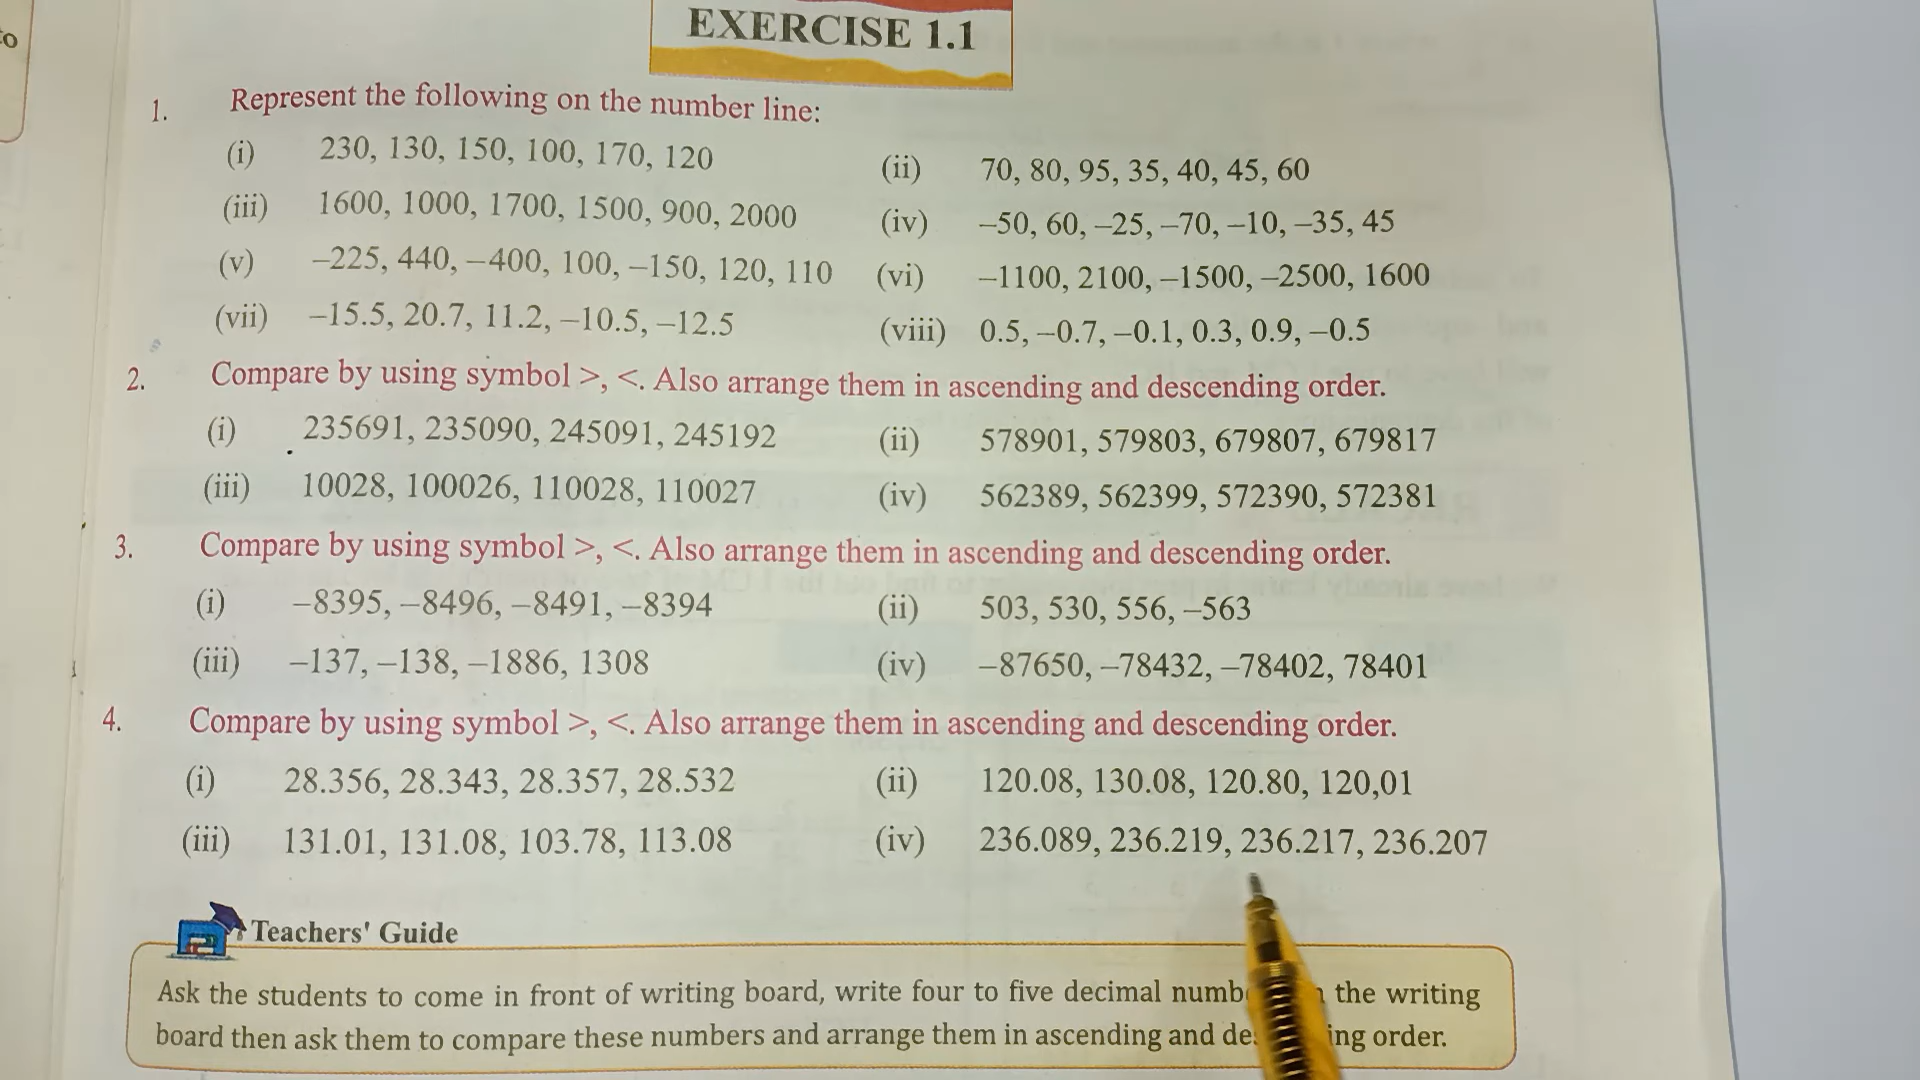 to
EXERCISE 1.1
1. Represent the following on the number line:
(i) 230, 130, 150, 100, 170, 120 (ii) 70, 80, 95, 35, 40, 45, 60
(iii) 1600, 1000, 1700, 1500, 900, 2000 (iv) –50, 60, –25, –70, –10, –35, 45
(v) –225, 440, –400, 100, –150, 120, 110 (vi) –1100, 2100, –1500, –2500, 1600
(vii) –15.5, 20.7, 11.2, –10.5, –12.5 (viii) 0.5, –0.7, –0.1, 0.3, 0.9, –0.5
2. Compare by using symbol >, <. Also arrange them in ascending and descending order.
(i) 235691, 235090, 245091, 245192 (ii) 578901, 579803, 679807, 679817
(iii) 10028, 100026, 110028, 110027 (iv) 562389, 562399, 572390, 572381
3. Compare by using symbol >, <. Also arrange them in ascending and descending order.
(i) –8395, –8496, –8491, –8394 (ii) 503, 530, 556, –563
(iii) –137, –138, –1886, 1308 (iv) –87650, –78432, –78402, 78401
4. Compare by using symbol >, <. Also arrange them in ascending and descending order.
(i) 28.356, 28.343, 28.357, 28.532 (ii) 120.08, 130.08, 120.80, 120,01
(iii) 131.01, 131.08, 103.78, 113.08 (iv) 236.089, 236.219, 236.217, 236.207
Teachers' Guide
Ask the students to come in front of writing board, write four to five decimal numb the writing
board then ask them to compare these numbers and arrange them in ascending and de ing order.